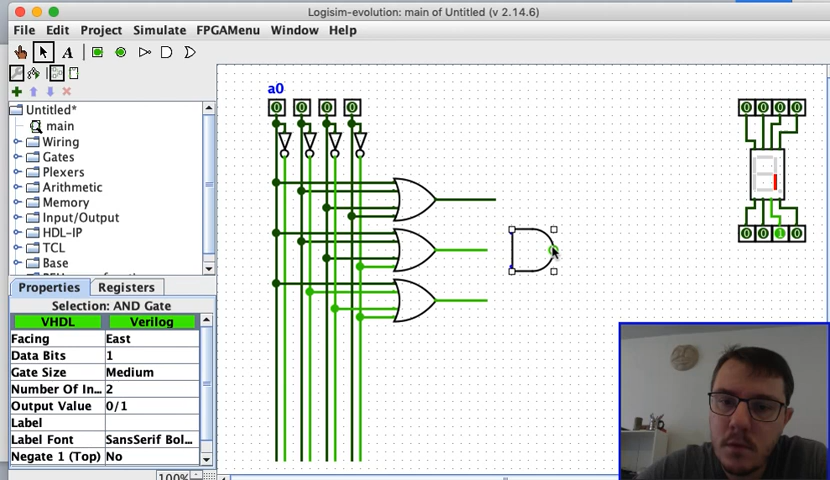 Logisim-evolution: main of Untitled (v 2.14.6)
File Edit Project Simulate FPGAMenu Window Help
A
a0
0 0 0 0
0 0 0 0
0 0 1 0
Untitled*
main
Wiring
Gates
Plexers
Arithmetic
Memory
Input/Output
HDL-IP
TCL
Base
Properties Registers
Selection: AND Gate
VHDL Verilog
Facing East
Data Bits 1
Gate Size Medium
Number Of In... 2
Output Value 0/1
Label
Label Font SansSerif Bol...
Negate 1 (Top) No
100%